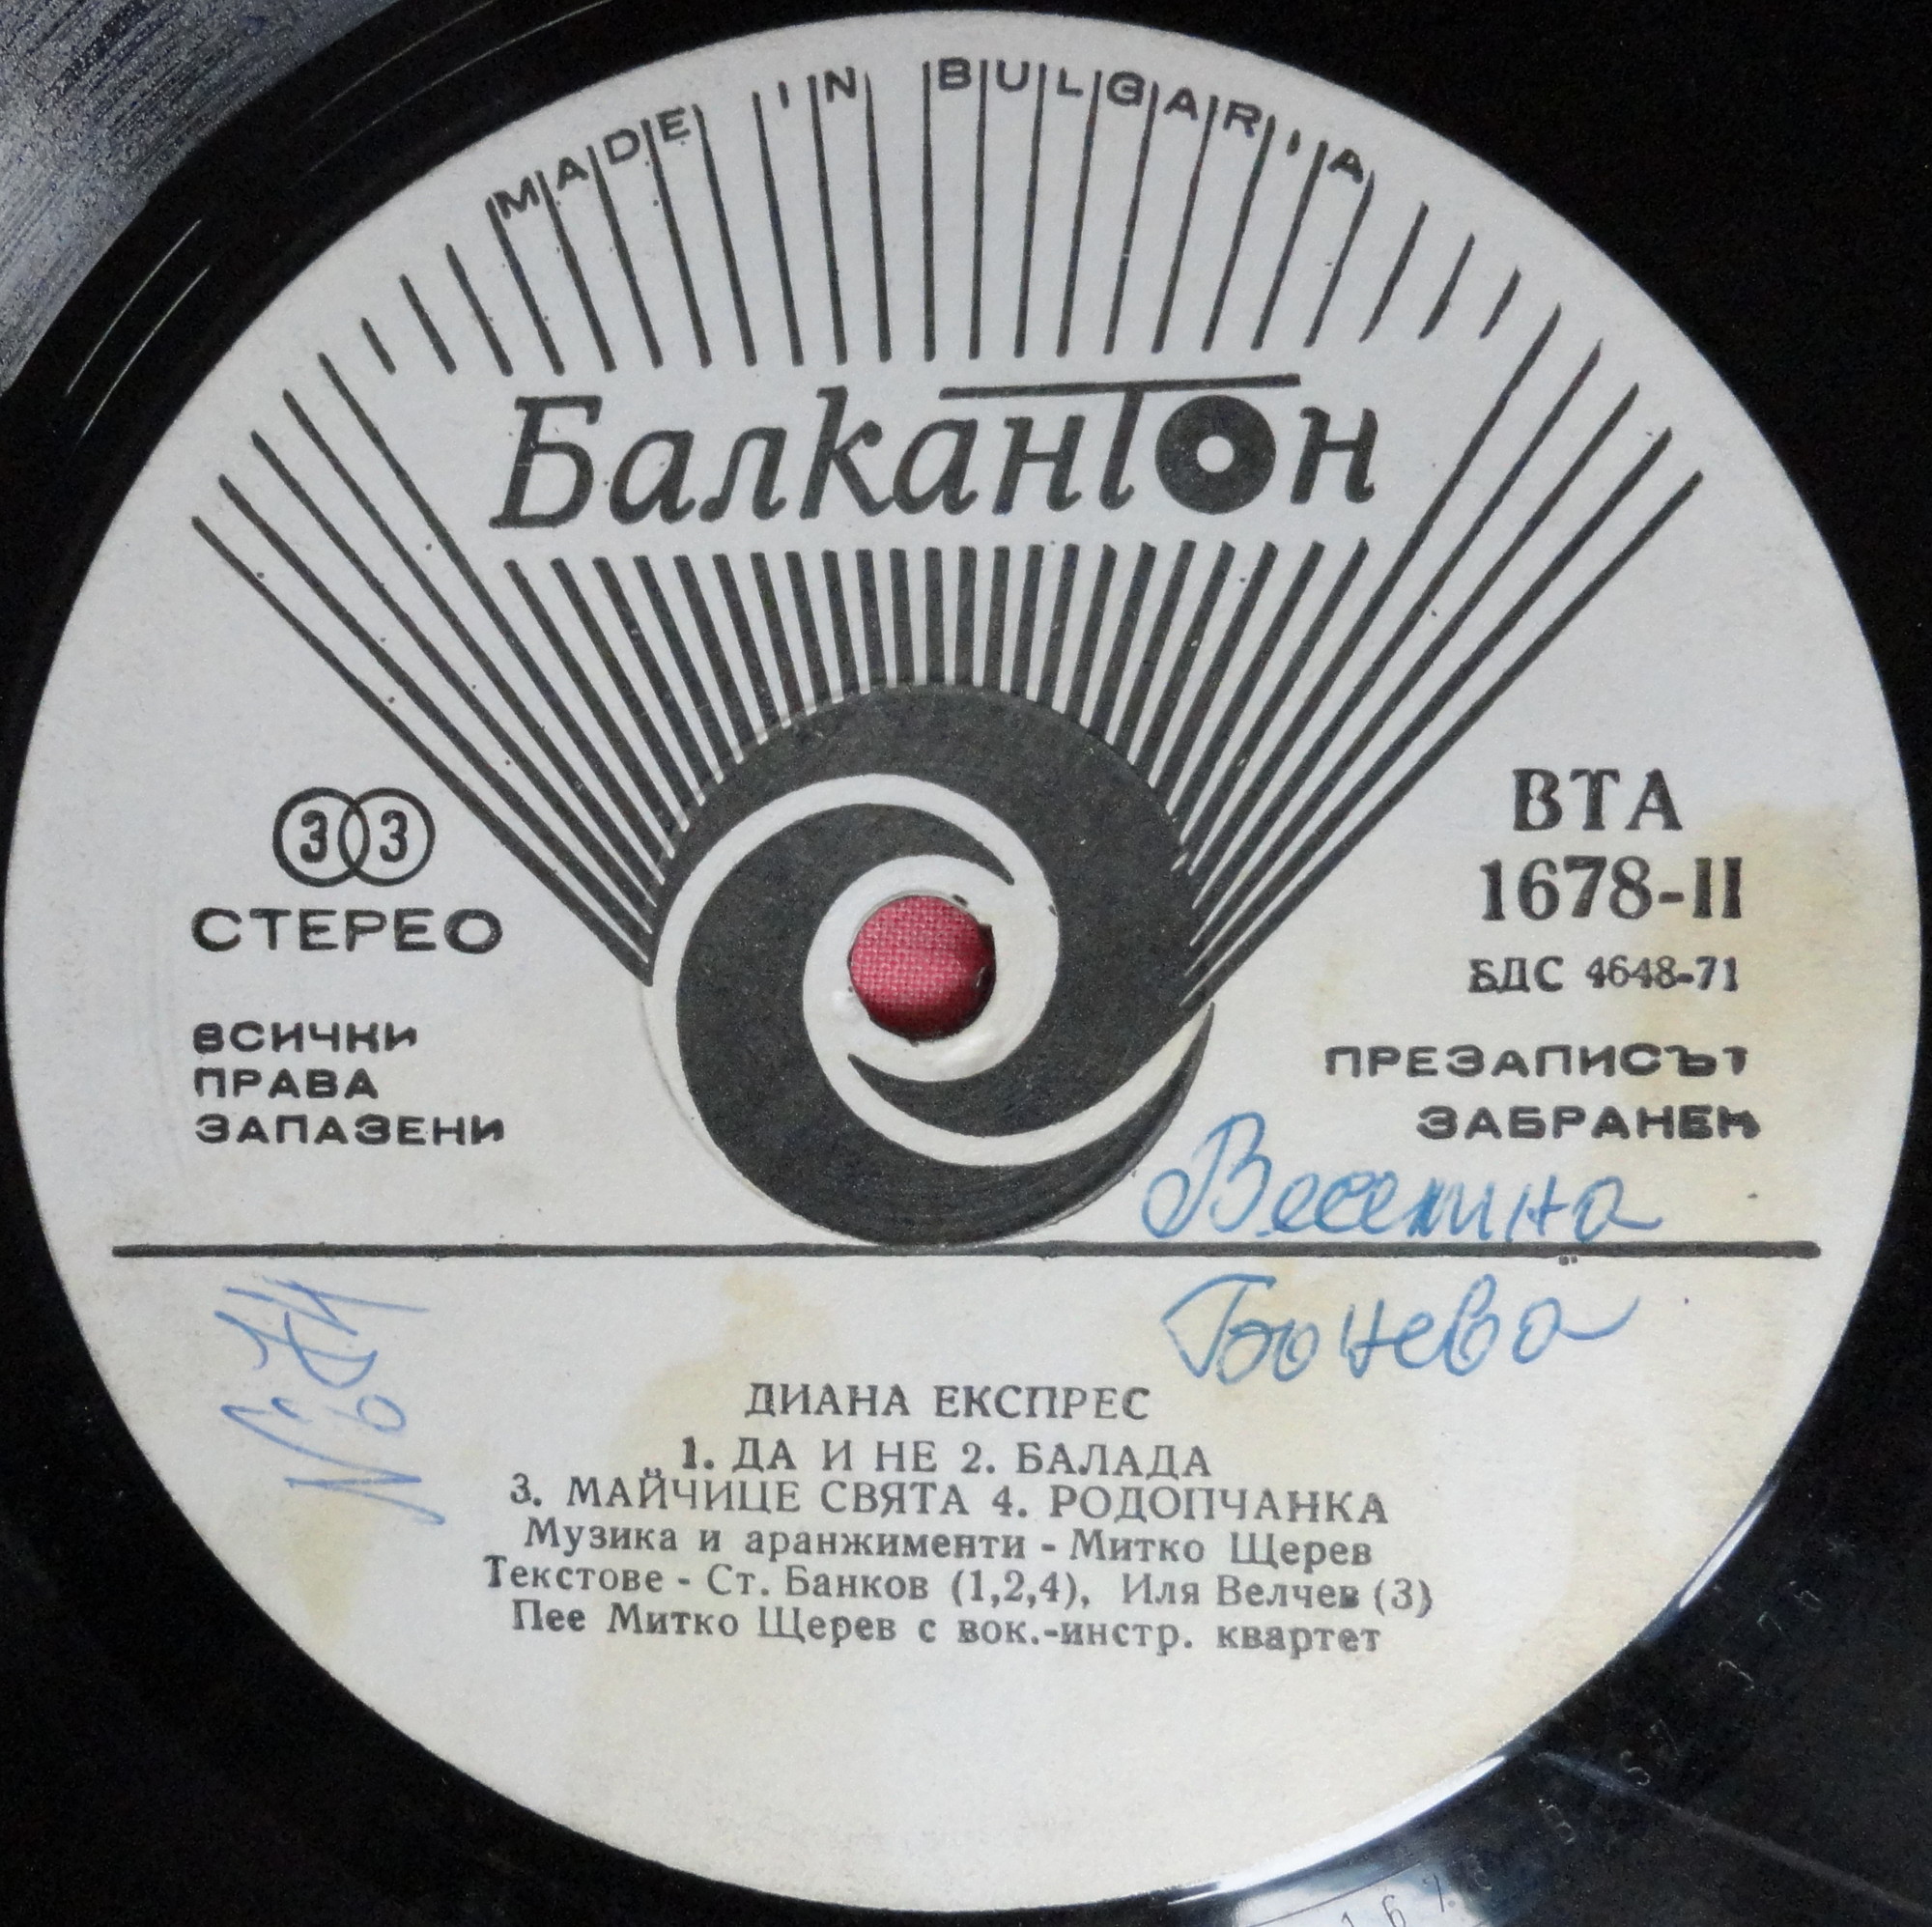 MADE IN BULGARIA
Балкантон
33
СТЕРЕО
ВСИЧКИ
ПРАВА
ЗАПАЗЕНИ
ВТА
1678-II
БДС 4648-71
ПРЕЗАПИСЪТ
ЗАБРАНЕН
Веселина
Бонева
ДИАНА ЕКСПРЕС
1. ДА И НЕ 2. БАЛАДА
3. МАЙЧИЦЕ СВЯТА 4. РОДОПЧАНКА
Музика и аранжименти - Митко Щерев
Текстове - Ст. Банков (1,2,4), Иля Велчев (3)
Пее Митко Щерев с вок.-инстр. квартет